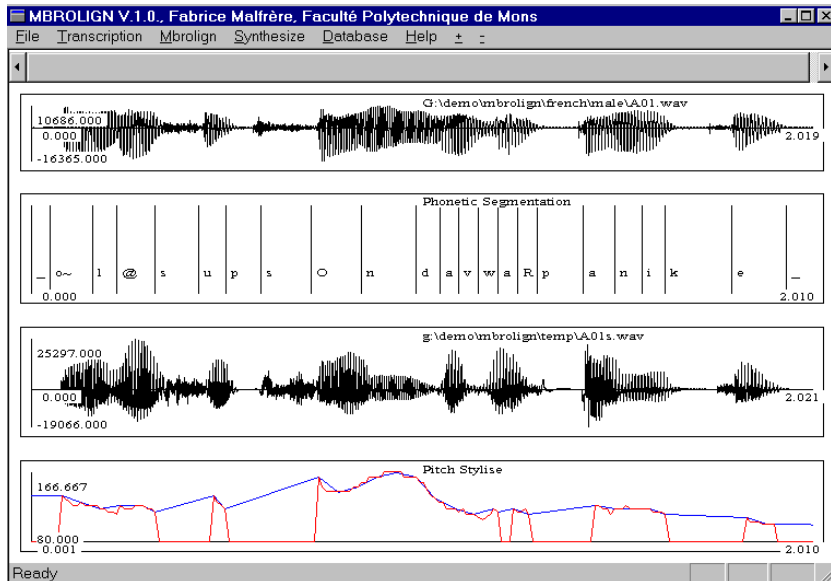 MBROLIGN V.1.0., Fabrice Malfrère, Faculté Polytechnique de Mons
File Transcription Mbrolign Synthesize Database Help + -
G:\demo\mbrolign\french\male\A01.wav
10686.000
0.000 2.019
-16365.000
Phonetic Segmentation
_ o~ l @ s u p s O n d a v w a R p a n i k e _
0.000 2.010
g:\demo\mbrolign\temp\A01s.wav
25297.000
0.000 2.021
-19066.000
Pitch Stylise
166.667
80.000
0.001 2.010
Ready